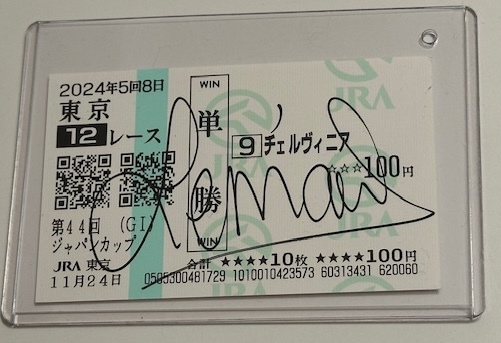 2024年5回8日
東京
12レース
第44回 (GI)
ジャパンカップ
JRA 東京
11月24日
WIN
単勝
WIN
9 チェルヴィニア
☆☆☆100円
JRA
JRA
JRA
合計 ★★★★10枚 ★★★★100円
0505300481729 1010010423573 60313431 620060
Lemaire